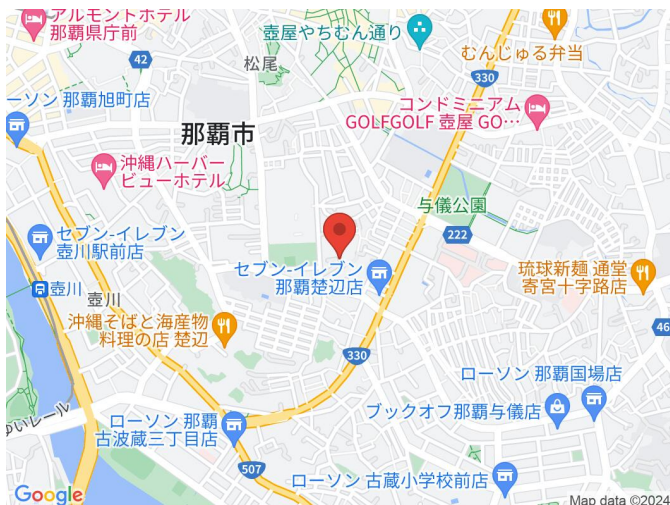 アルモントホテル
那覇県庁前
42
松尾
壺屋やちむん通り
むんじゅる弁当
330
ーソン 那覇旭町店
那覇市
コンドミニアム
GOLFGOLF 壺屋 GO…
沖縄ハーバー
ビューホテル
与儀公園
222
セブン-イレブン
壺川駅前店
セブン-イレブン
那覇楚辺店
琉球新麺 通堂
寄宮十字路店
壺川
壺川
沖縄そばと海産物
料理の店 楚辺
46
330
ローソン 那覇国場店
ブックオフ那覇与儀店
ゆいレール
ローソン 那覇
古波蔵三丁目店
507
ローソン 古蔵小学校前店
Google
Map data ©2024